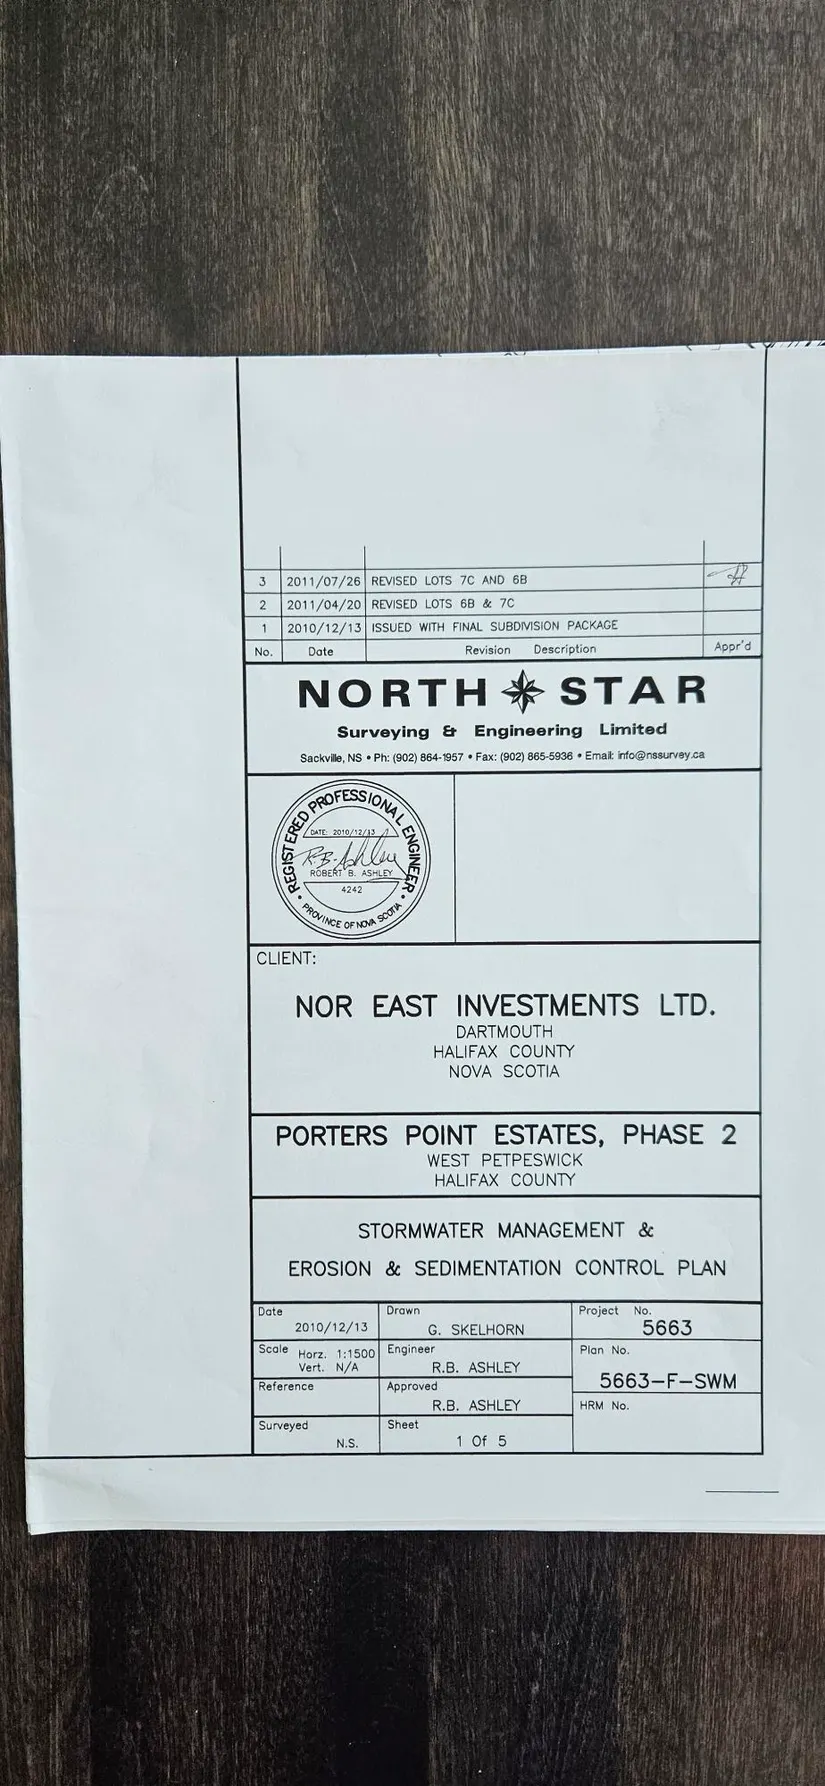 3 2011/07/26 REVISED LOTS 7C AND 6B
2 2011/04/20 REVISED LOTS 6B & 7C
1 2010/12/13 ISSUED WITH FINAL SUBDIVISION PACKAGE
No. Date Revision Description Appr'd
NORTH STAR
Surveying & Engineering Limited
Sackville, NS • Ph: (902) 864-1957 • Fax: (902) 865-5936 • Email: info@nssurvey.ca
REGISTERED PROFESSIONAL ENGINEER
DATE: 2010/12/13
R.B. Ashley
ROBERT B. ASHLEY
4242
PROVINCE OF NOVA SCOTIA
CLIENT:
NOR EAST INVESTMENTS LTD.
DARTMOUTH
HALIFAX COUNTY
NOVA SCOTIA
PORTERS POINT ESTATES, PHASE 2
WEST PETPESWICK
HALIFAX COUNTY
STORMWATER MANAGEMENT &
EROSION & SEDIMENTATION CONTROL PLAN
Date Drawn Project No.
2010/12/13 G. SKELHORN 5663
Scale Horz. 1:1500 Engineer Plan No.
Vert. N/A R.B. ASHLEY 5663-F-SWM
Reference Approved HRM No.
R.B. ASHLEY
Surveyed Sheet
N.S. 1 Of 5